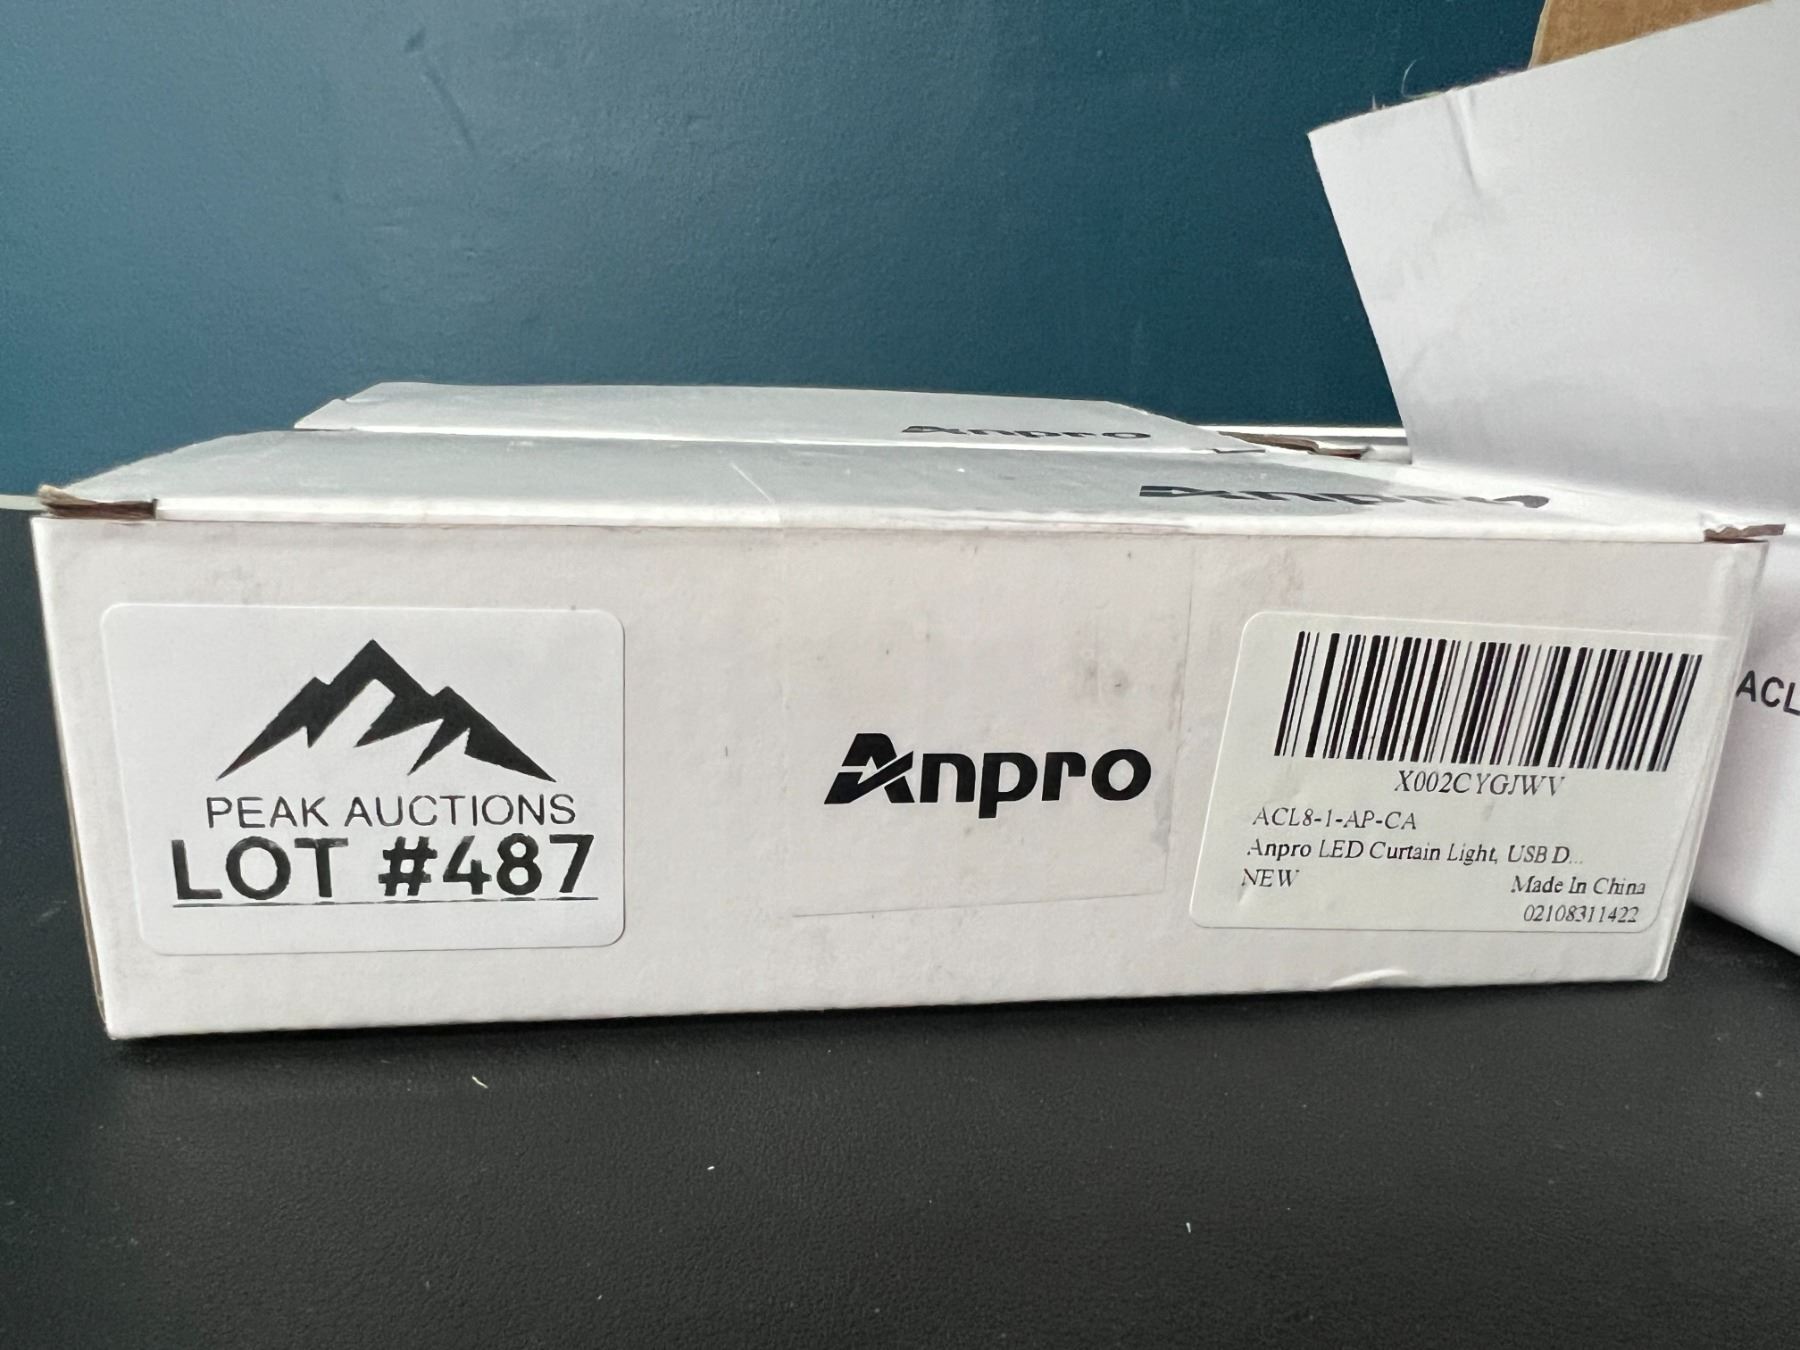 Anpro
Anpro
PEAK AUCTIONS
LOT #487
Anpro
X002CYGJWV
ACL8-1-AP-CA
Anpro LED Curtain Light, USB D...
NEW
Made In China
02108311422
ACL